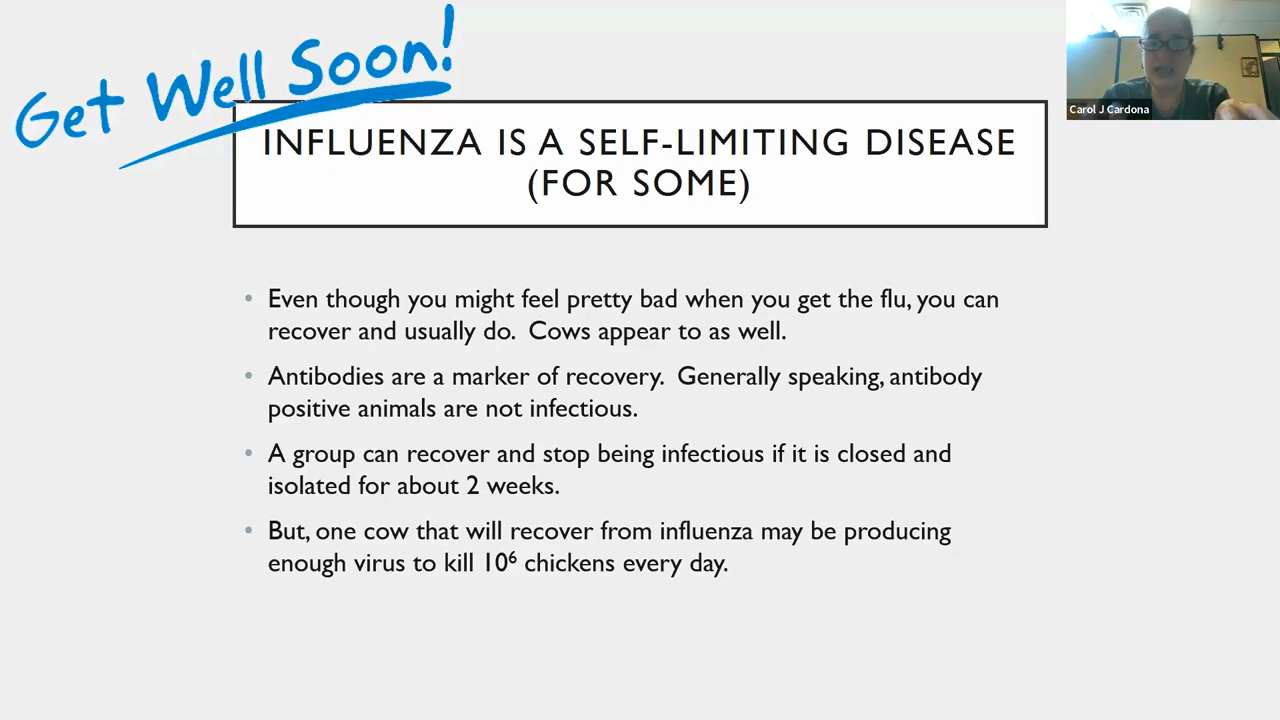 Get Well Soon!
INFLUENZA IS A SELF-LIMITING DISEASE
(FOR SOME)
• Even though you might feel pretty bad when you get the flu, you can
recover and usually do.  Cows appear to as well.
• Antibodies are a marker of recovery.  Generally speaking, antibody
positive animals are not infectious.
• A group can recover and stop being infectious if it is closed and
isolated for about 2 weeks.
• But, one cow that will recover from influenza may be producing
enough virus to kill 10⁶ chickens every day.
Carol J Cardona